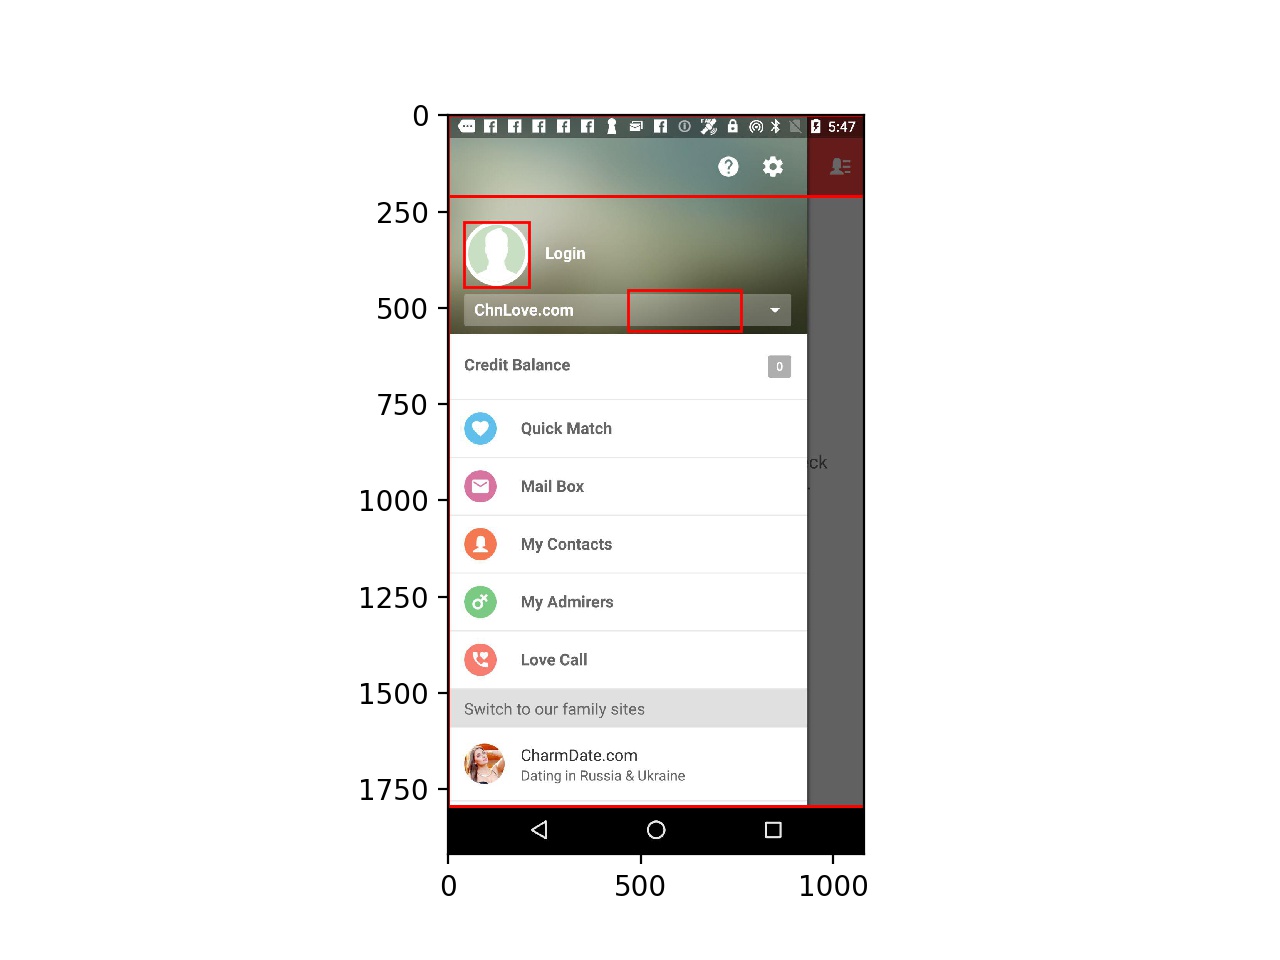 0
250
500
750
1000
1250
1500
1750
5:47
Login
ChnLove.com
Credit Balance
0
Quick Match
Mail Box
My Contacts
My Admirers
Love Call
Switch to our family sites
CharmDate.com
Dating in Russia & Ukraine
ck
0
500
1000